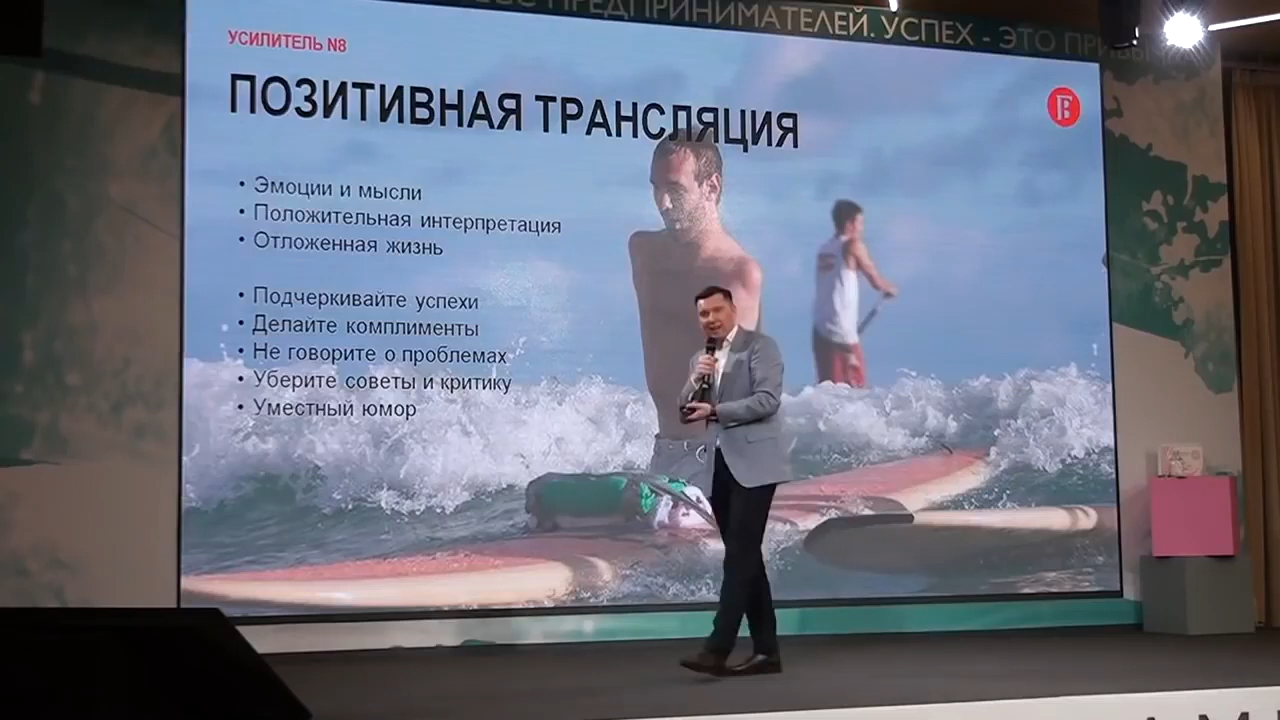 ПРЕДПРИНИМАТЕЛЕЙ. УСПЕХ - ЭТО
УСИЛИТЕЛЬ N8
ПОЗИТИВНАЯ ТРАНСЛЯЦИЯ
• Эмоции и мысли
• Положительная интерпретация
• Отложенная жизнь
• Подчеркивайте успехи
• Делайте комплименты
• Не говорите о проблемах
• Уберите советы и критику
• Уместный юмор